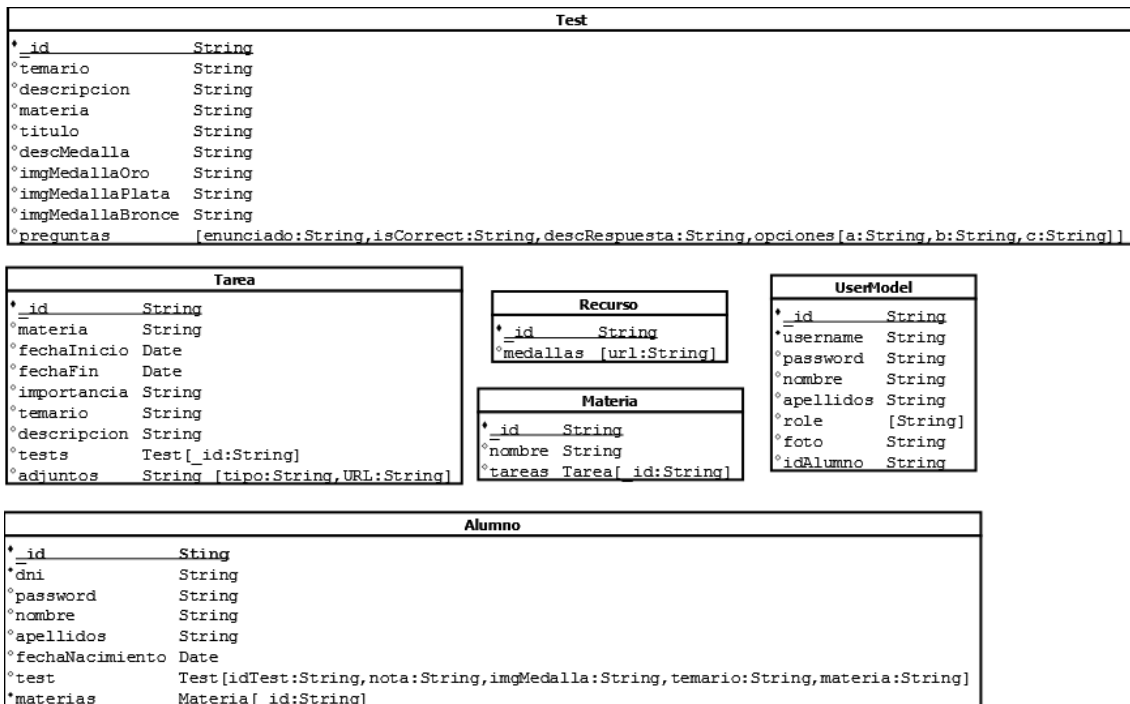 Test
_id String
temario String
descripcion String
materia String
titulo String
descMedalla String
imgMedallaOro String
imgMedallaPlata String
imgMedallaBronce String
preguntas [enunciado:String,isCorrect:String,descRespuesta:String,opciones[a:String,b:String,c:String]]
Tarea
_id String
materia String
fechaInicio Date
fechaFin Date
importancia String
temario String
descripcion String
tests Test[_id:String]
adjuntos String [tipo:String,URL:String]
Recurso
_id String
medallas [url:String]
Materia
_id String
nombre String
tareas Tarea[_id:String]
UserModel
_id String
username String
password String
nombre String
apellidos String
role [String]
foto String
idAlumno String
Alumno
_id Sting
dni String
password String
nombre String
apellidos String
fechaNacimiento Date
test Test[idTest:String,nota:String,imgMedalla:String,temario:String,materia:String]
materias Materia[_id:String]